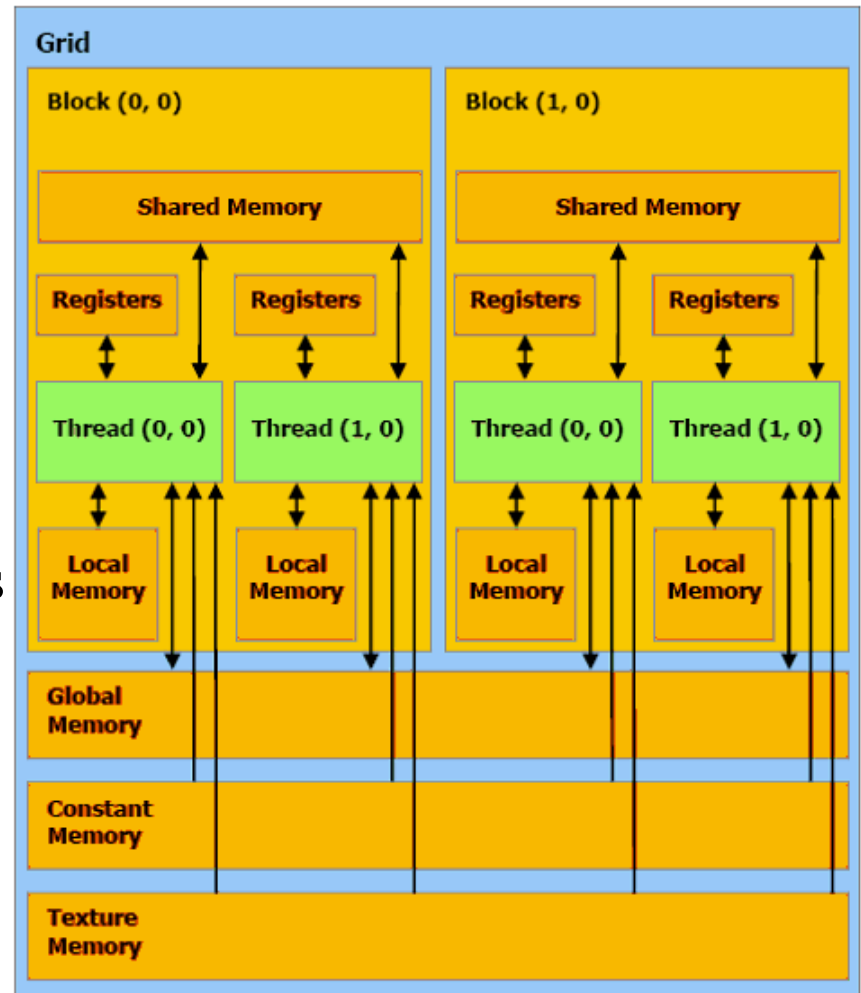 Grid
Block (0, 0)
Block (1, 0)
Shared Memory
Shared Memory
Registers
Registers
Registers
Registers
Thread (0, 0)
Thread (1, 0)
Thread (0, 0)
Thread (1, 0)
Local
Memory
Local
Memory
Local
Memory
Local
Memory
s
Global
Memory
Constant
Memory
Texture
Memory